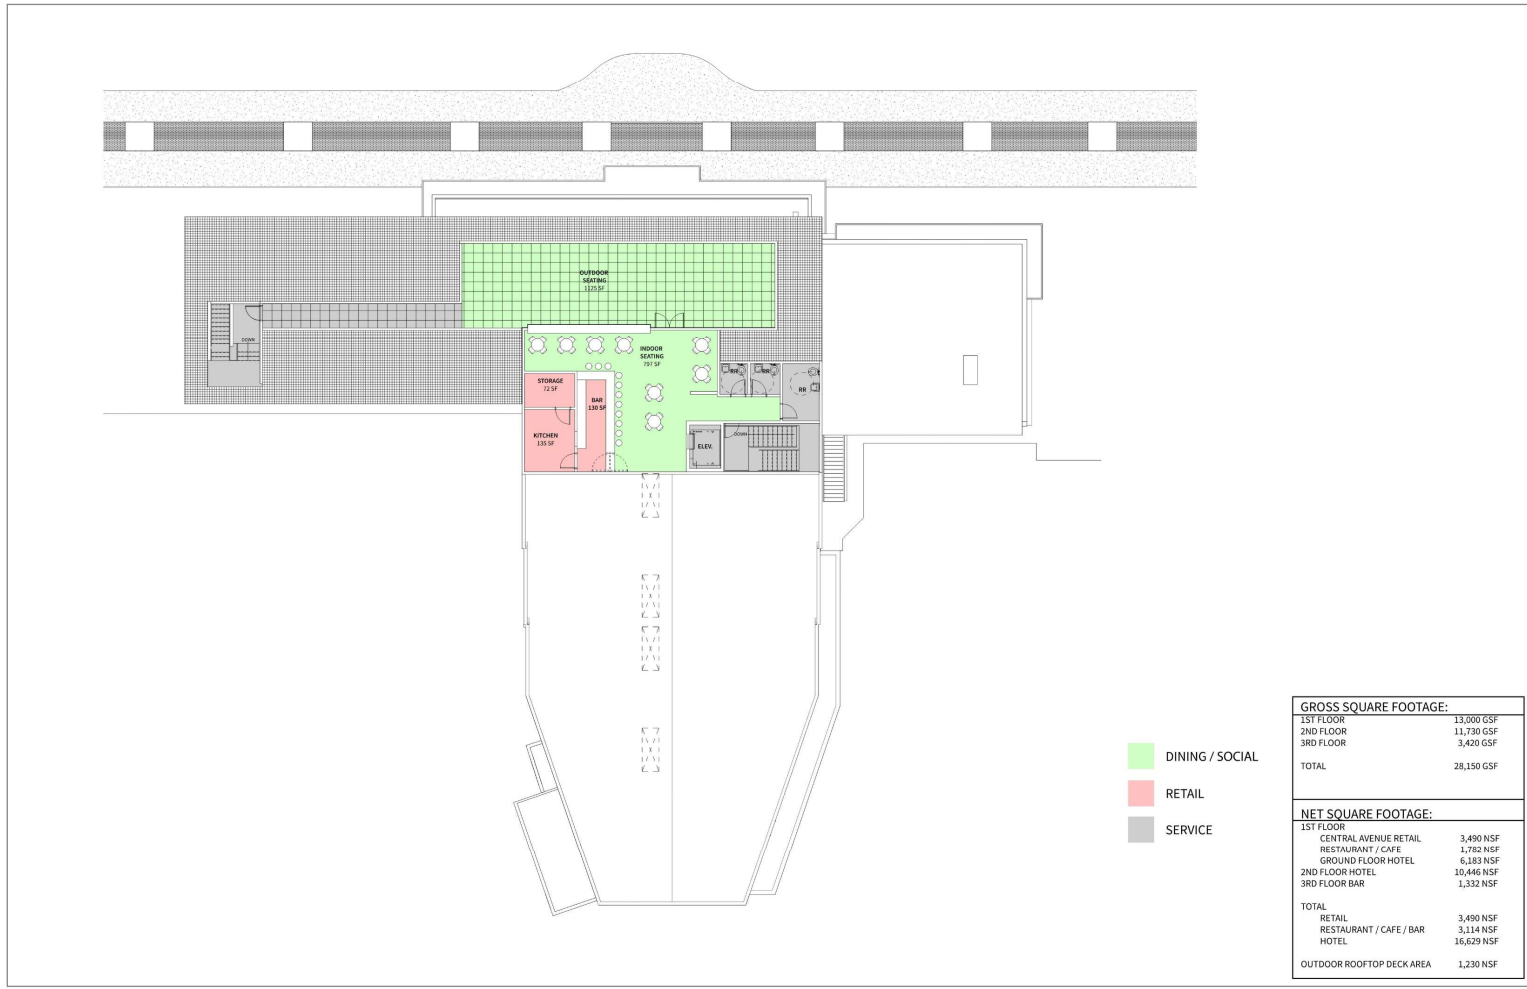 OUTDOOR
SEATING
1125 SF
DOWN
INDOOR
SEATING
797 SF
RR
RR
RR
STORAGE
72 SF
BAR
130 SF
KITCHEN
135 SF
ELEV.
DOWN
DINING / SOCIAL
RETAIL
SERVICE
GROSS SQUARE FOOTAGE:
1ST FLOOR 13,000 GSF
2ND FLOOR 11,730 GSF
3RD FLOOR 3,420 GSF
TOTAL 28,150 GSF
NET SQUARE FOOTAGE:
1ST FLOOR
CENTRAL AVENUE RETAIL 3,490 NSF
RESTAURANT / CAFE 1,782 NSF
GROUND FLOOR HOTEL 6,183 NSF
2ND FLOOR HOTEL 10,446 NSF
3RD FLOOR BAR 1,332 NSF
TOTAL
RETAIL 3,490 NSF
RESTAURANT / CAFE / BAR 3,114 NSF
HOTEL 16,629 NSF
OUTDOOR ROOFTOP DECK AREA 1,230 NSF